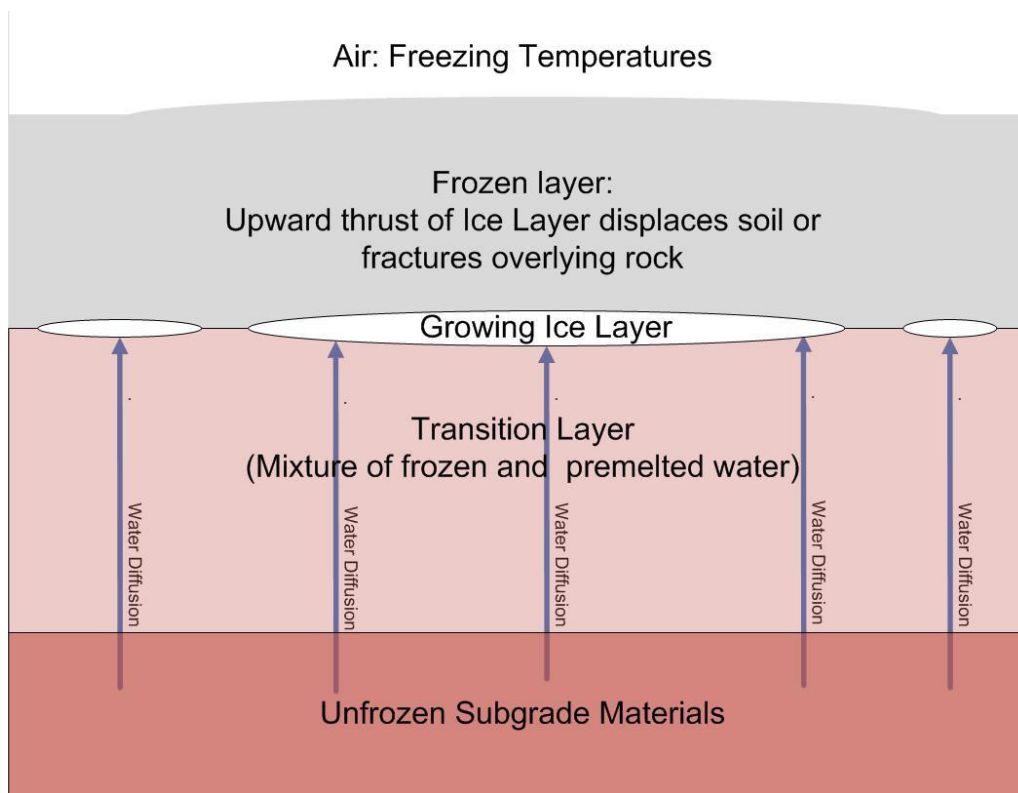 Air: Freezing Temperatures
Frozen layer:
Upward thrust of Ice Layer displaces soil or
fractures overlying rock
Growing Ice Layer
Transition Layer
(Mixture of frozen and premelted water)
Water Diffusion
Water Diffusion
Water Diffusion
Water Diffusion
Water Diffusion
Unfrozen Subgrade Materials